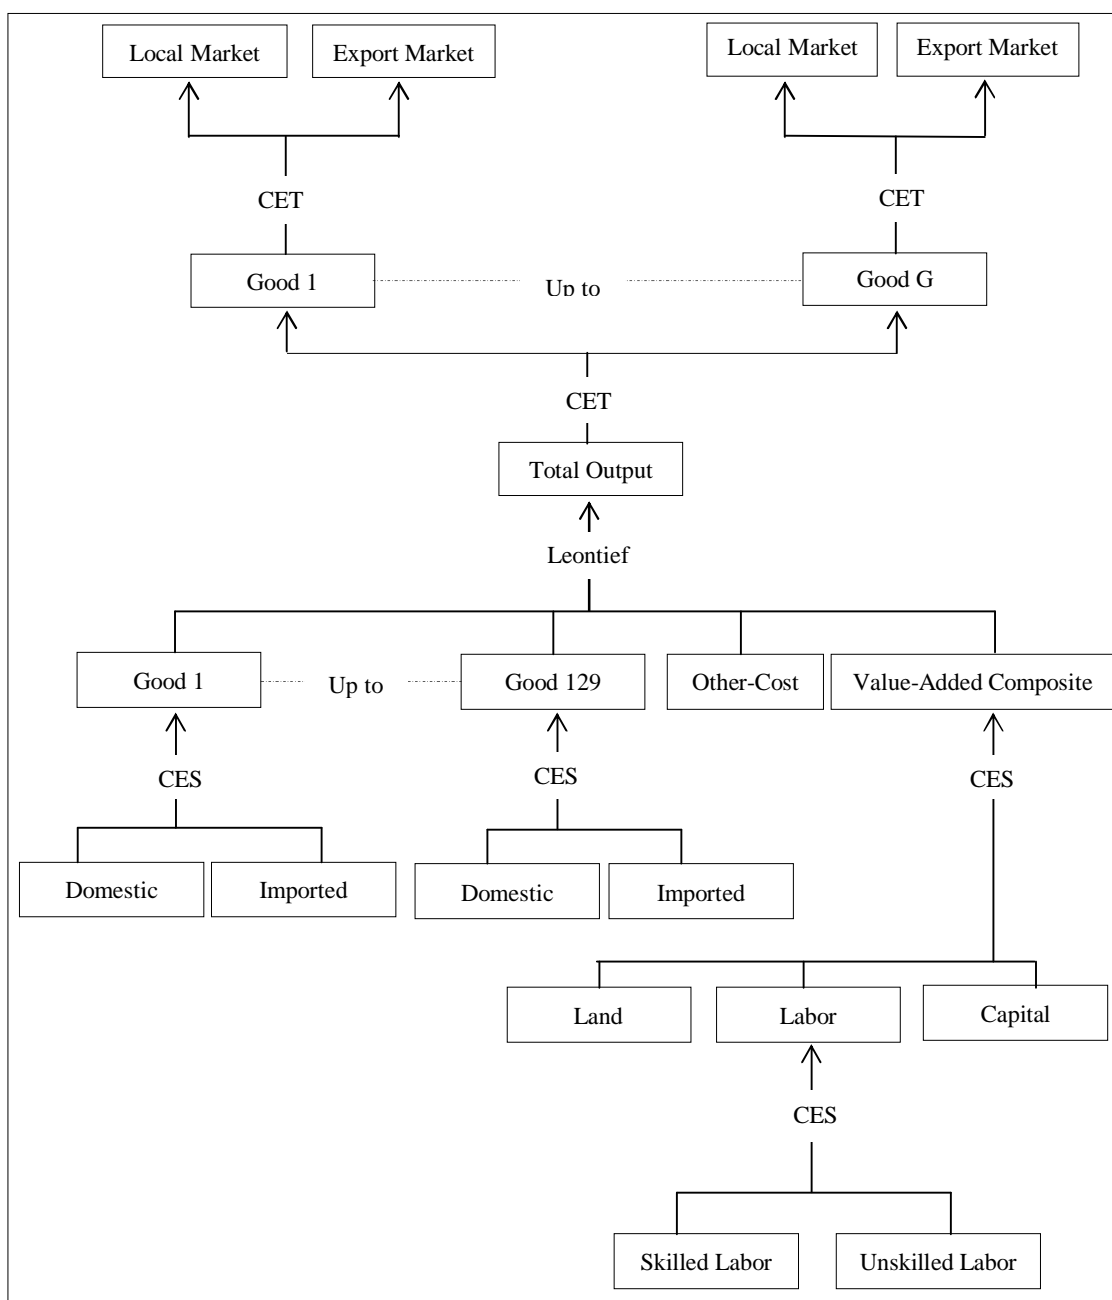 Local Market
Export Market
Local Market
Export Market
CET
CET
Good 1
Up to
Good G
CET
Total Output
Leontief
Good 1
Up to
Good 129
Other-Cost
Value-Added Composite
CES
CES
CES
Domestic
Imported
Domestic
Imported
Land
Labor
Capital
CES
Skilled Labor
Unskilled Labor